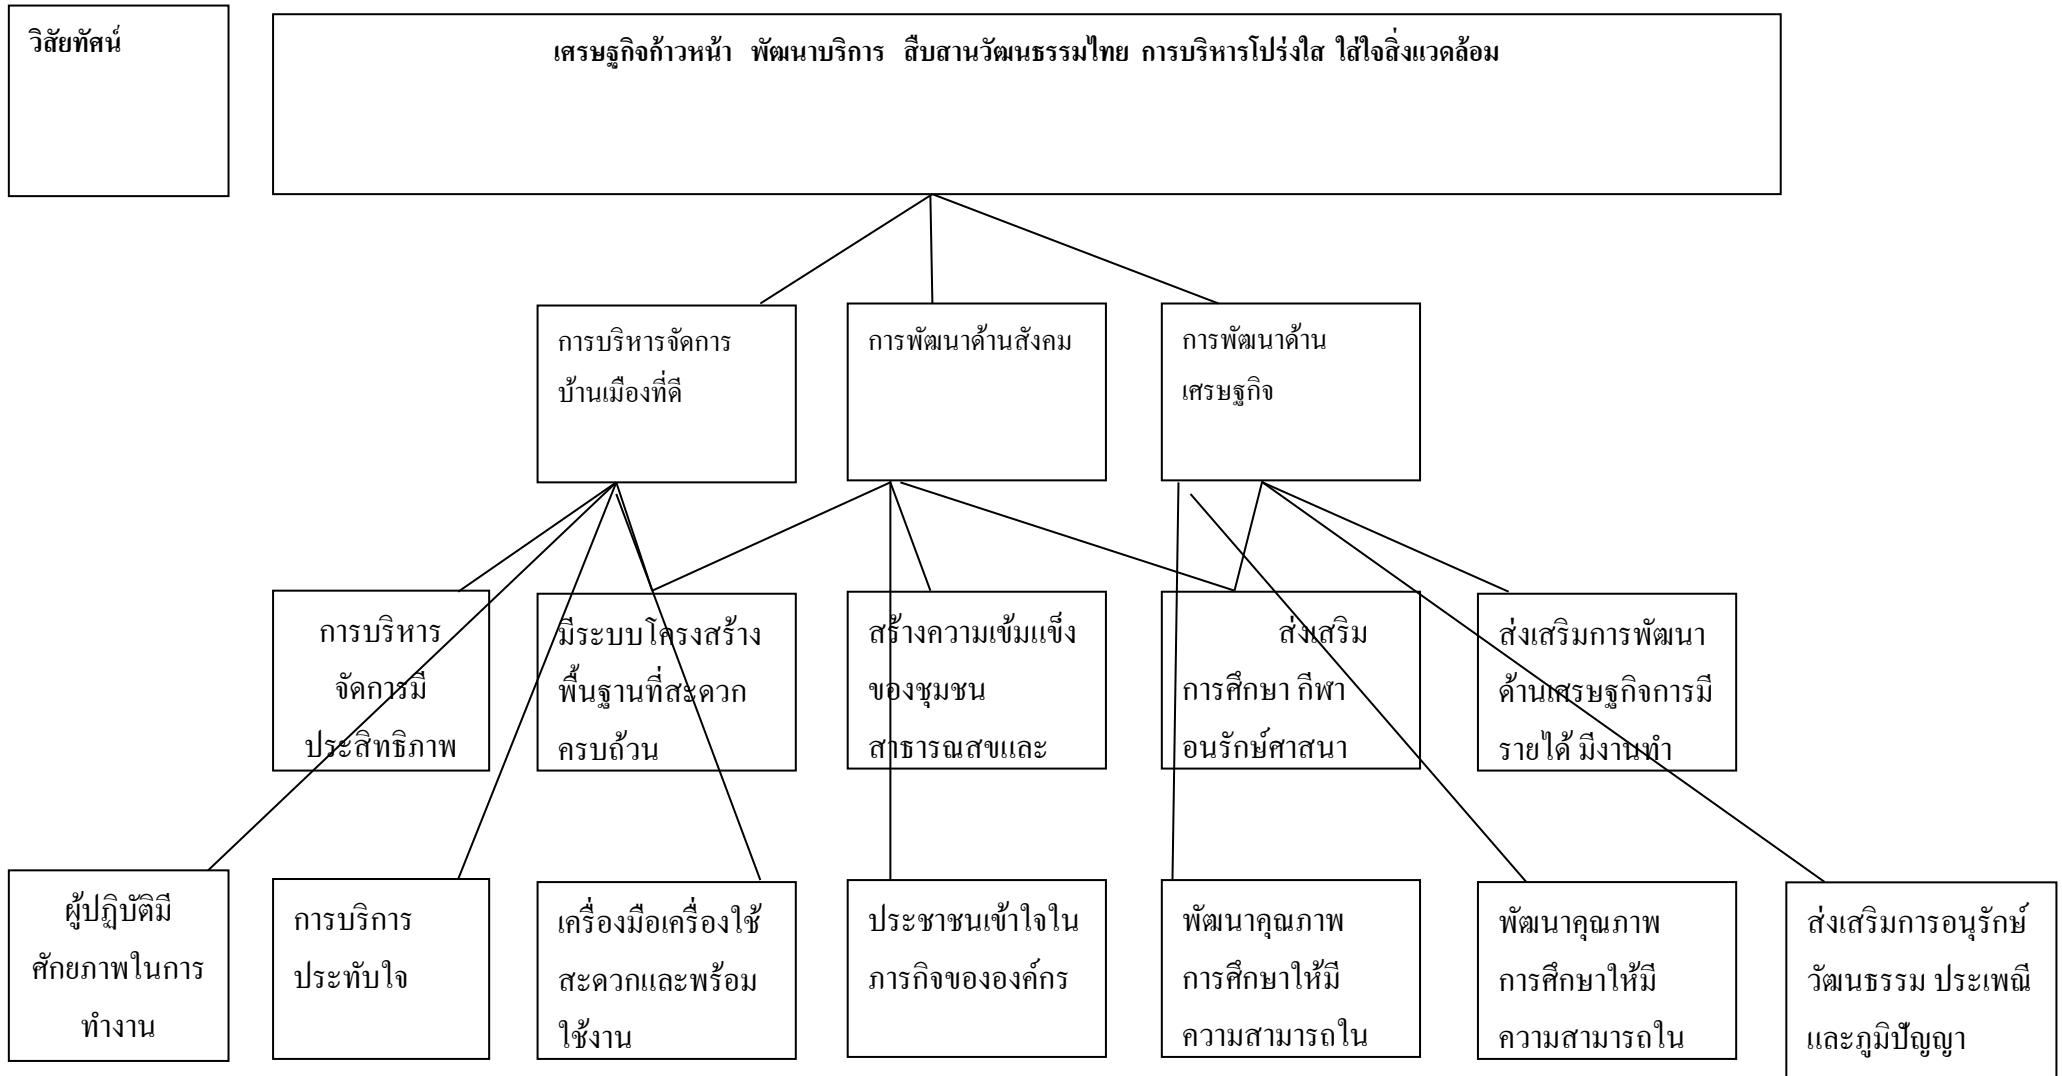 วิสัยทัศน์
เศรษฐกิจก้าวหน้า พัฒนาบริการ สืบสานวัฒนธรรมไทย การบริหารโปร่งใส ใส่ใจสิ่งแวดล้อม
การบริหารจัดการ
บ้านเมืองที่ดี
การพัฒนาด้านสังคม
การพัฒนาด้าน
เศรษฐกิจ
การบริหาร
จัดการมี
ประสิทธิภาพ
มีระบบโครงสร้าง
พื้นฐานที่สะดวก
ครบถ้วน
สร้างความเข้มแข็ง
ของชุมชน
สาธารณสขและ
ส่งเสริม
การศึกษา กีฬา
อนรักษ์ศาสนา
ส่งเสริมการพัฒนา
ด้านเศรษฐกิจการมี
รายได้ มีงานทำ
ผู้ปฏิบัติมี
ศักยภาพในการ
ทำงาน
การบริการ
ประทับใจ
เครื่องมือเครื่องใช้
สะดวกและพร้อม
ใช้งาน
ประชาชนเข้าใจใน
ภารกิจขององค์กร
พัฒนาคุณภาพ
การศึกษาให้มี
ความสามารถใน
พัฒนาคุณภาพ
การศึกษาให้มี
ความสามารถใน
ส่งเสริมการอนุรักษ์
วัฒนธรรม ประเพณี
และภูมิปัญญา